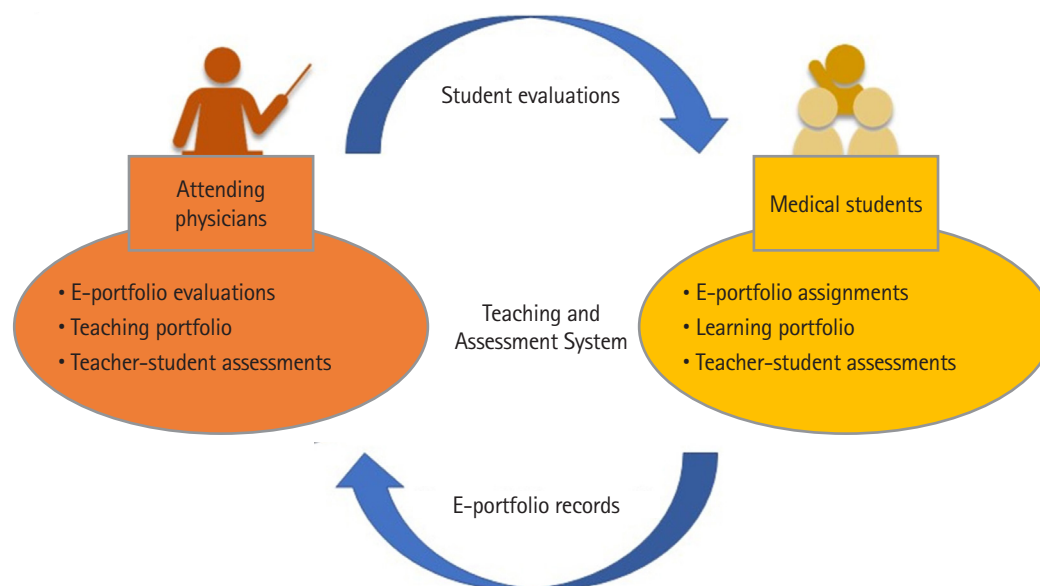 Student evaluations
Attending
physicians
Medical students
• E-portfolio evaluations
• Teaching portfolio
• Teacher-student assessments
Teaching and
Assessment System
• E-portfolio assignments
• Learning portfolio
• Teacher-student assessments
E-portfolio records